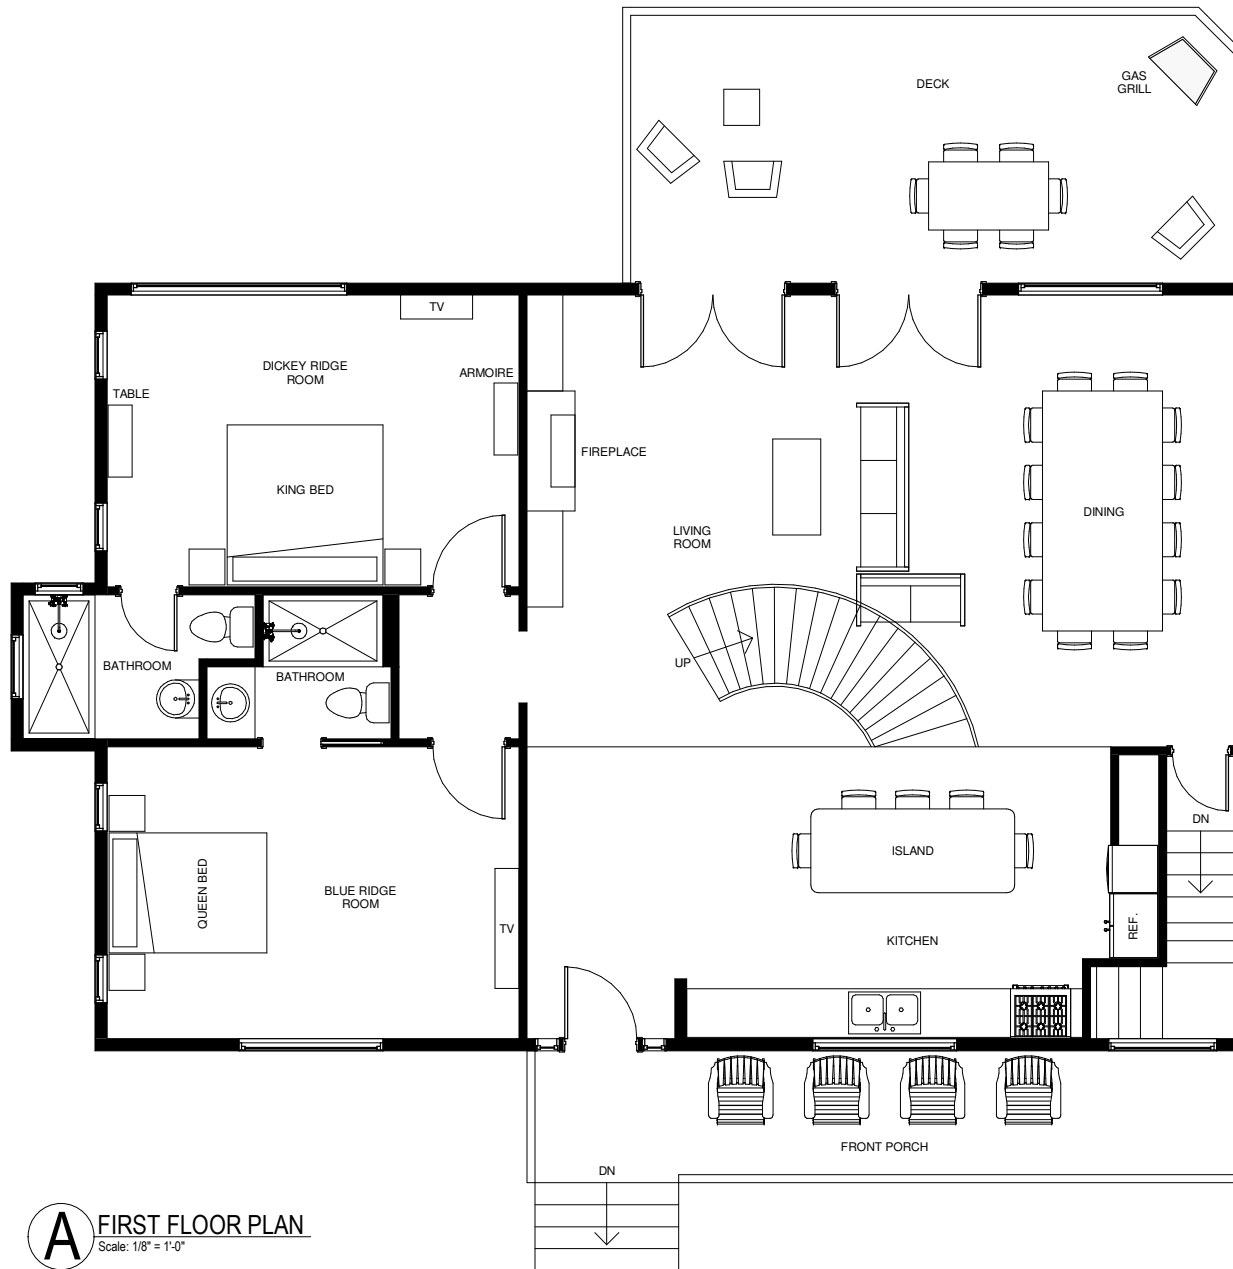 DECK
GAS
GRILL
TV
DICKEY RIDGE
ROOM
ARMOIRE
TABLE
FIREPLACE
KING BED
DINING
LIVING
ROOM
UP
BATHROOM
BATHROOM
DN
ISLAND
QUEEN BED
BLUE RIDGE
ROOM
TV
REF.
KITCHEN
FRONT PORCH
DN
A
FIRST FLOOR PLAN
Scale: 1/8" = 1'-0"